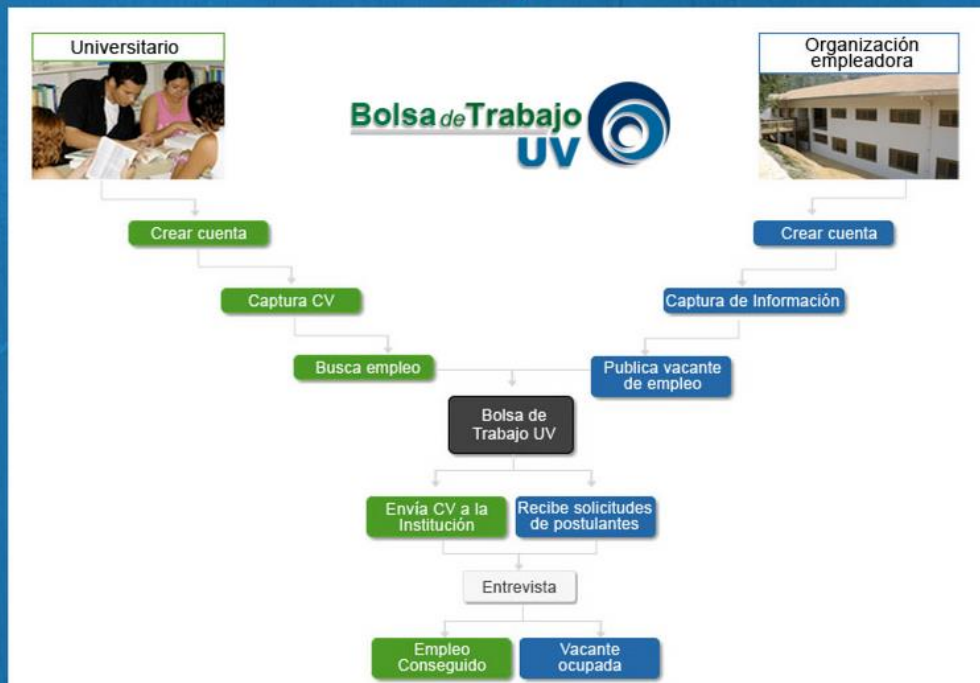 Universitario
Organización
empleadora
Bolsa de Trabajo
UV
Crear cuenta
Crear cuenta
Captura CV
Captura de Información
Busca empleo
Publica vacante
de empleo
Bolsa de
Trabajo UV
Envía CV a la
Institución
Recibe solicitudes
de postulantes
Entrevista
Empleo
Conseguido
Vacante
ocupada